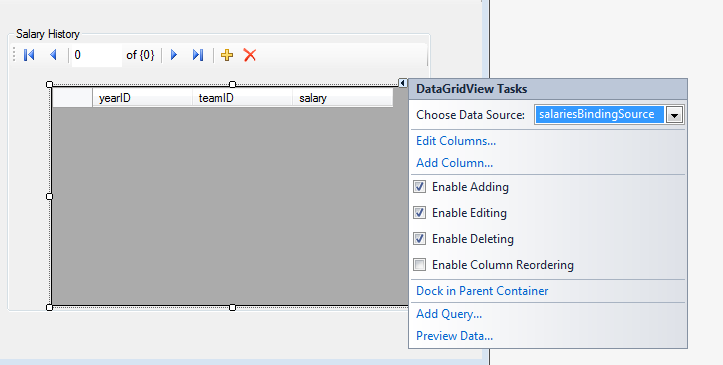 Salary History
0 of {0}
yearID teamID salary
DataGridView Tasks
Choose Data Source: salariesBindingSource
Edit Columns...
Add Column...
Enable Adding
Enable Editing
Enable Deleting
Enable Column Reordering
Dock in Parent Container
Add Query...
Preview Data...